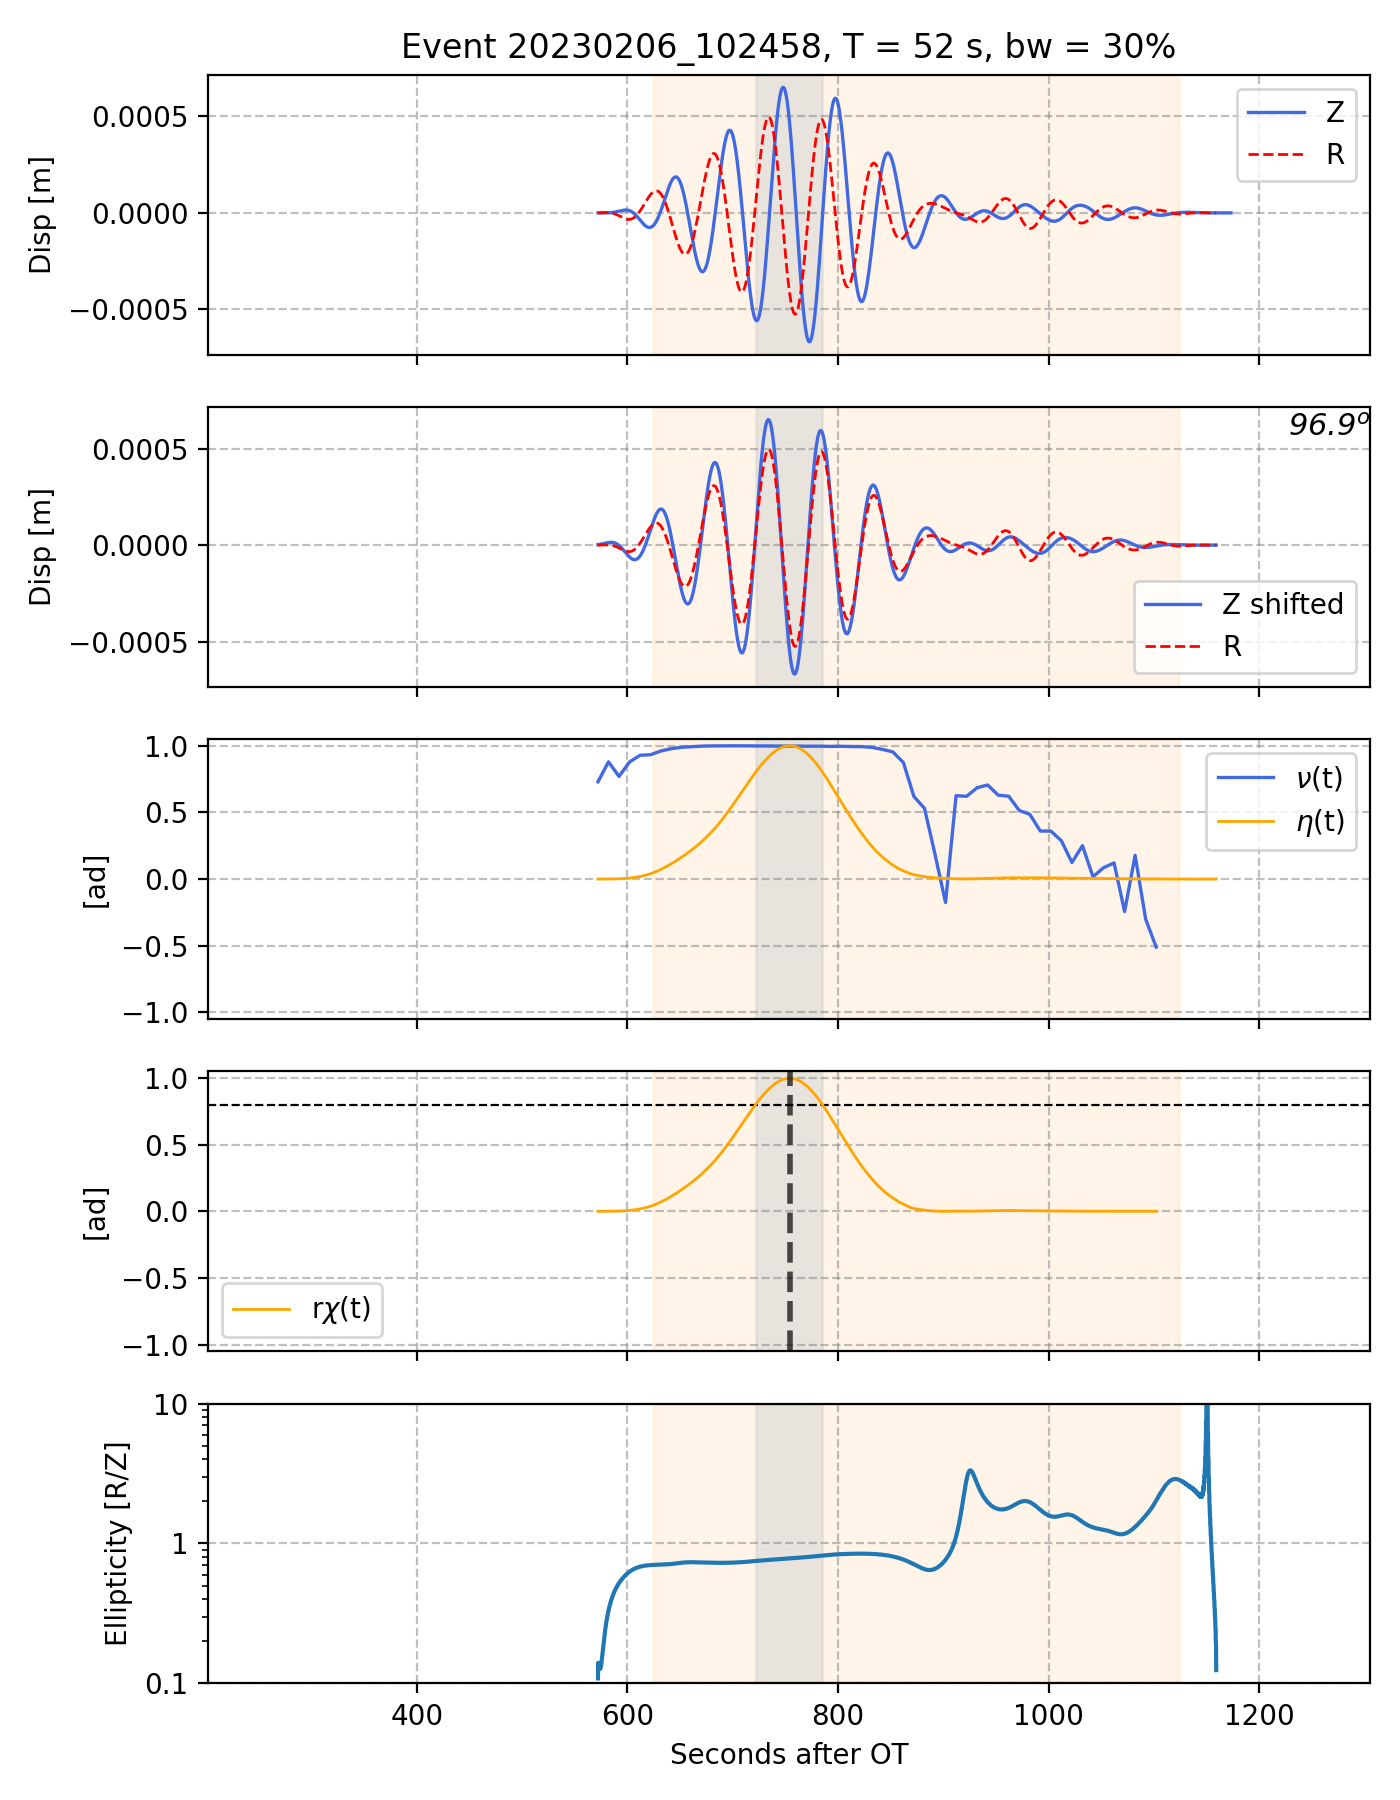 Event 20230206_102458, T = 52 s, bw = 30%
Disp [m]
0.0005
0.0000
−0.0005
Z
R
Disp [m]
0.0005
0.0000
−0.0005
96.9°
Z shifted
R
[ad]
1.0
0.5
0.0
−0.5
−1.0
ν(t)
η(t)
[ad]
1.0
0.5
0.0
−0.5
−1.0
rχ(t)
Ellipticity [R/Z]
10
1
0.1
400 600 800 1000 1200
Seconds after OT